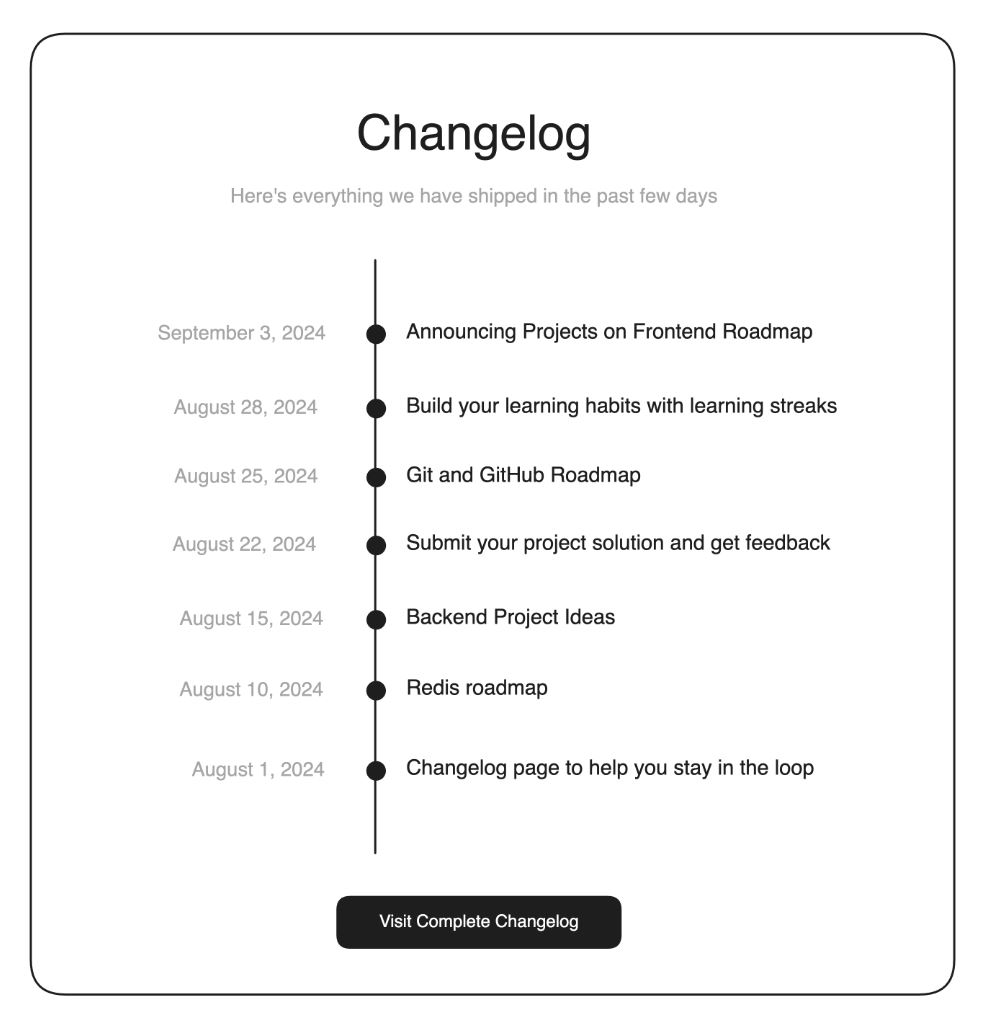 Changelog
Here's everything we have shipped in the past few days
September 3, 2024 Announcing Projects on Frontend Roadmap
August 28, 2024 Build your learning habits with learning streaks
August 25, 2024 Git and GitHub Roadmap
August 22, 2024 Submit your project solution and get feedback
August 15, 2024 Backend Project Ideas
August 10, 2024 Redis roadmap
August 1, 2024 Changelog page to help you stay in the loop
Visit Complete Changelog